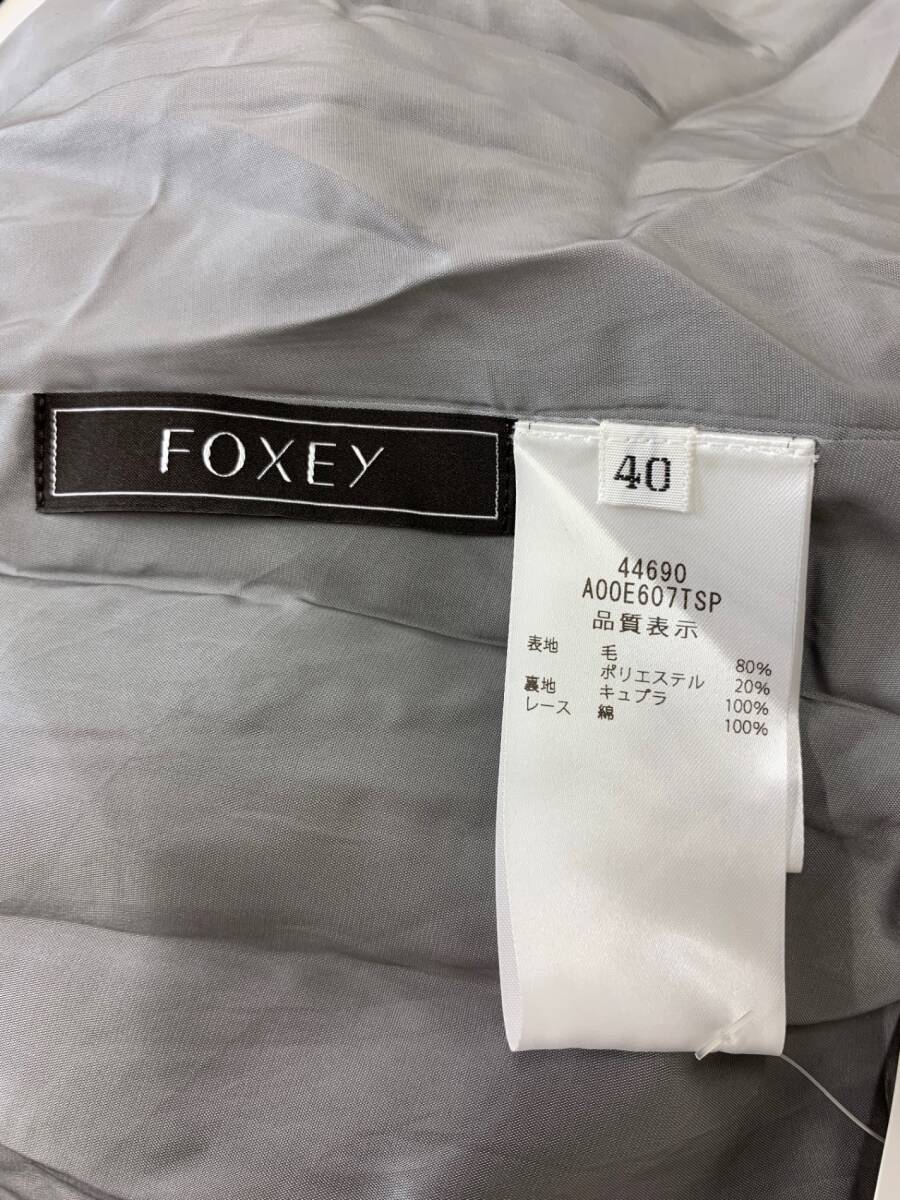 FOXEY
40
44690
A00E607TSP
品質表示
表地 毛 80%
ポリエステル 20%
裏地 キュプラ 100%
レース 綿 100%